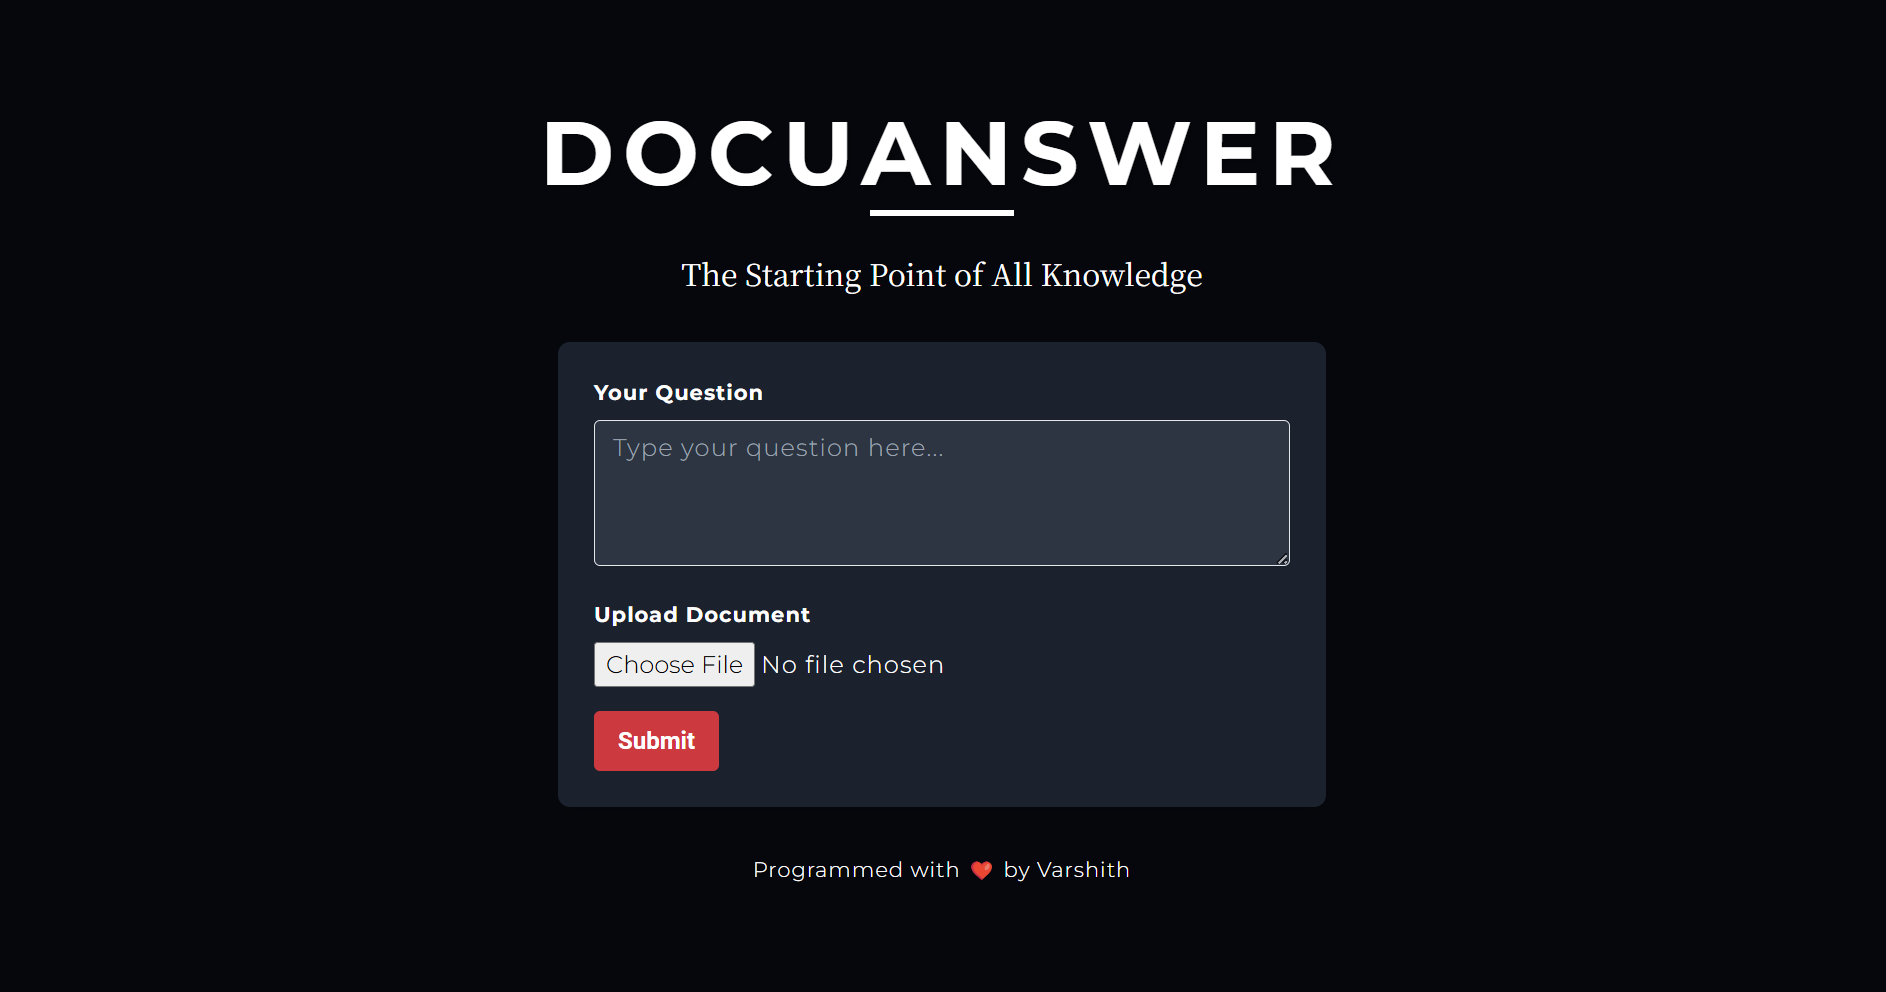 DOCUANSWER
The Starting Point of All Knowledge
Your Question
Type your question here...
Upload Document
Choose File No file chosen
Submit
Programmed with ❤️ by Varshith